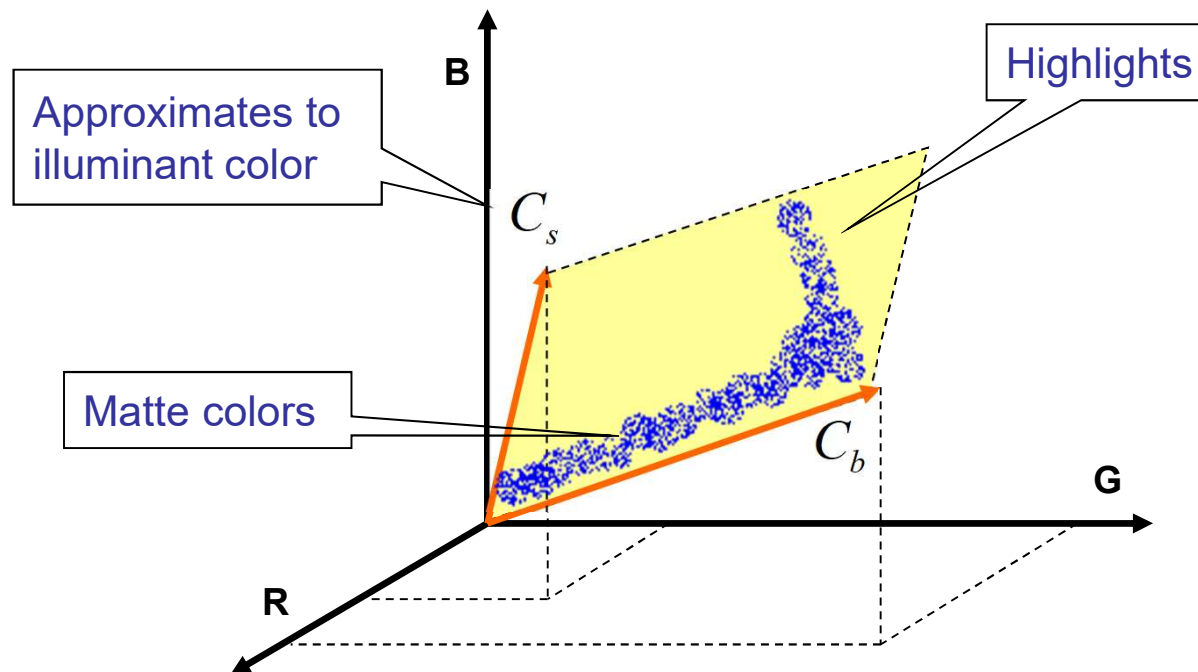 B
Highlights
Approximates to
illuminant color
C_s
Matte colors
C_b
G
R